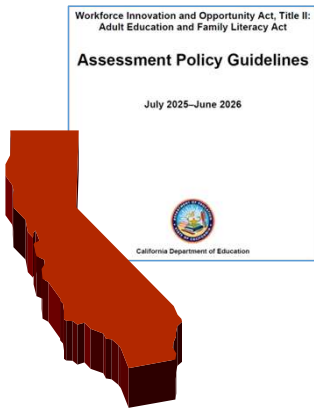 Workforce Innovation and Opportunity Act, Title II:
Adult Education and Family Literacy Act
Assessment Policy Guidelines
July 2025–June 2026
California Department of Education